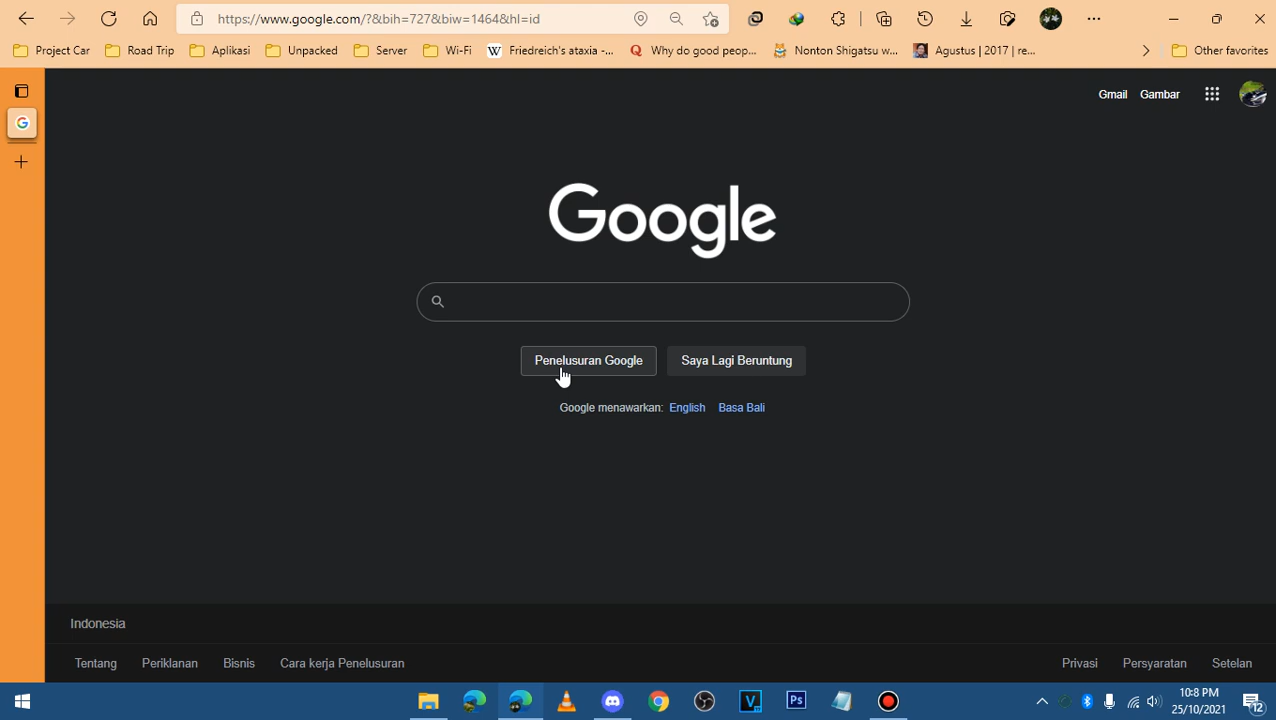 https://www.google.com/?&bih=727&biw=1464&hl=id
Project Car Road Trip Aplikasi Unpacked Server Wi-Fi W Friedreich's ataxia -... Why do good peop... Nonton Shigatsu w... Agustus | 2017 | re... Other favorites
Gmail Gambar
Google
Penelusuran Google Saya Lagi Beruntung
Google menawarkan: English Basa Bali
Indonesia
Tentang Periklanan Bisnis Cara kerja Penelusuran Privasi Persyaratan Setelan
V Ps 10:8 PM
25/10/2021 12